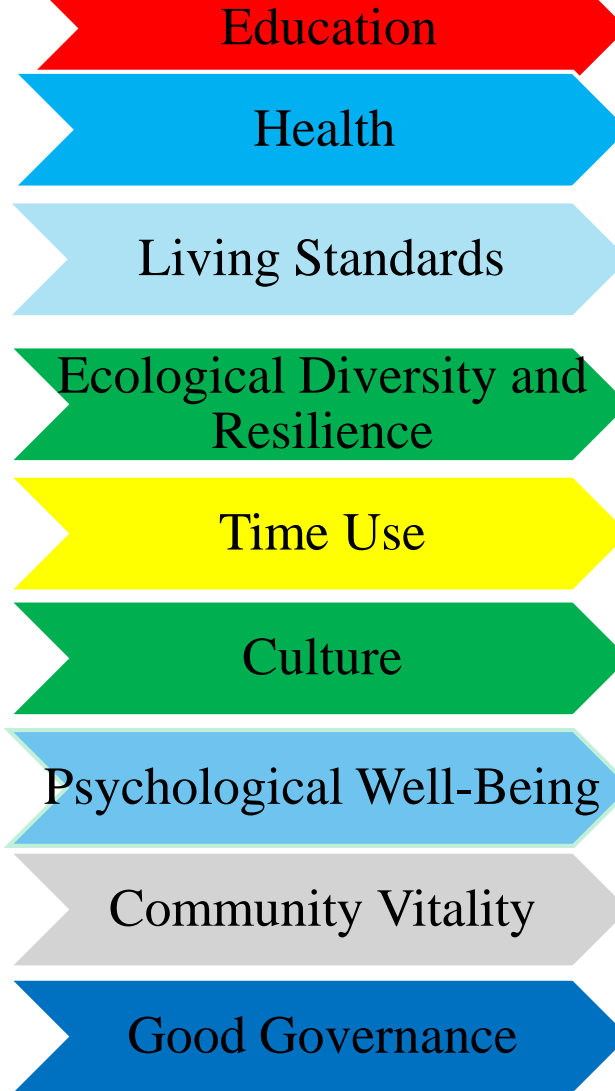 Education
Health
Living Standards
Ecological Diversity and
Resilience
Time Use
Culture
Psychological Well-Being
Community Vitality
Good Governance